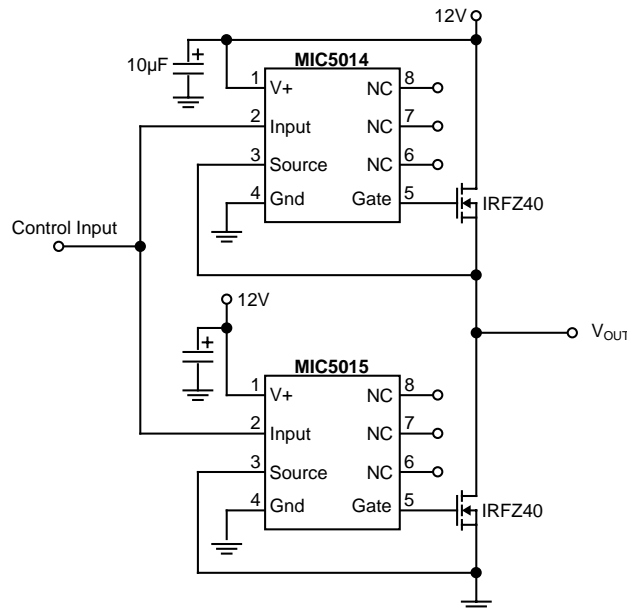 12V
MIC5014
10µF
1 V+ NC 8
2 Input NC 7
3 Source NC 6
4 Gnd Gate 5
IRFZ40
Control Input
12V
VOUT
MIC5015
1 V+ NC 8
2 Input NC 7
3 Source NC 6
4 Gnd Gate 5
IRFZ40